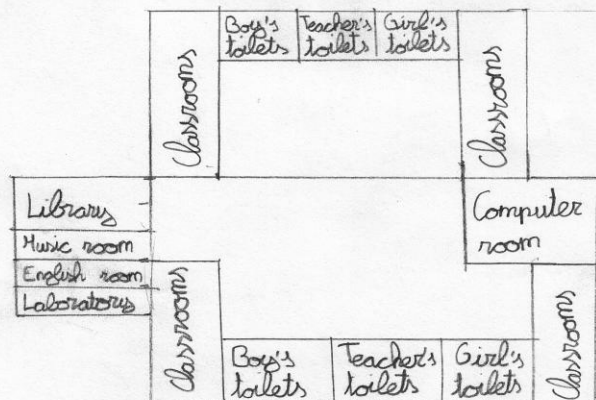 Boy's
toilets
Teacher's
toilets
Girl's
toilets
Classrooms
Classrooms
Library
Music room
English room
Laboratory
Computer
room
Classrooms
Boy's
toilets
Teacher's
toilets
Girl's
toilets
Classrooms